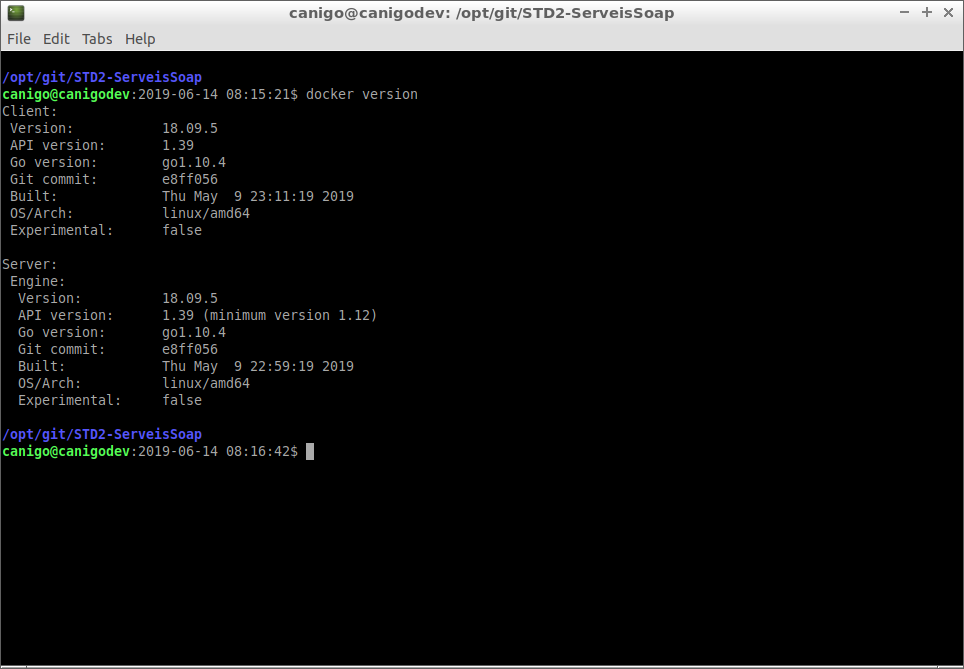 canigo@canigodev: /opt/git/STD2-ServeisSoap
File Edit Tabs Help
/opt/git/STD2-ServeisSoap
canigo@canigodev:2019-06-14 08:15:21$ docker version
Client:
 Version:           18.09.5
 API version:       1.39
 Go version:        go1.10.4
 Git commit:        e8ff056
 Built:             Thu May  9 23:11:19 2019
 OS/Arch:           linux/amd64
 Experimental:      false

Server:
 Engine:
  Version:          18.09.5
  API version:      1.39 (minimum version 1.12)
  Go version:       go1.10.4
  Git commit:       e8ff056
  Built:            Thu May  9 22:59:19 2019
  OS/Arch:          linux/amd64
  Experimental:     false

/opt/git/STD2-ServeisSoap
canigo@canigodev:2019-06-14 08:16:42$